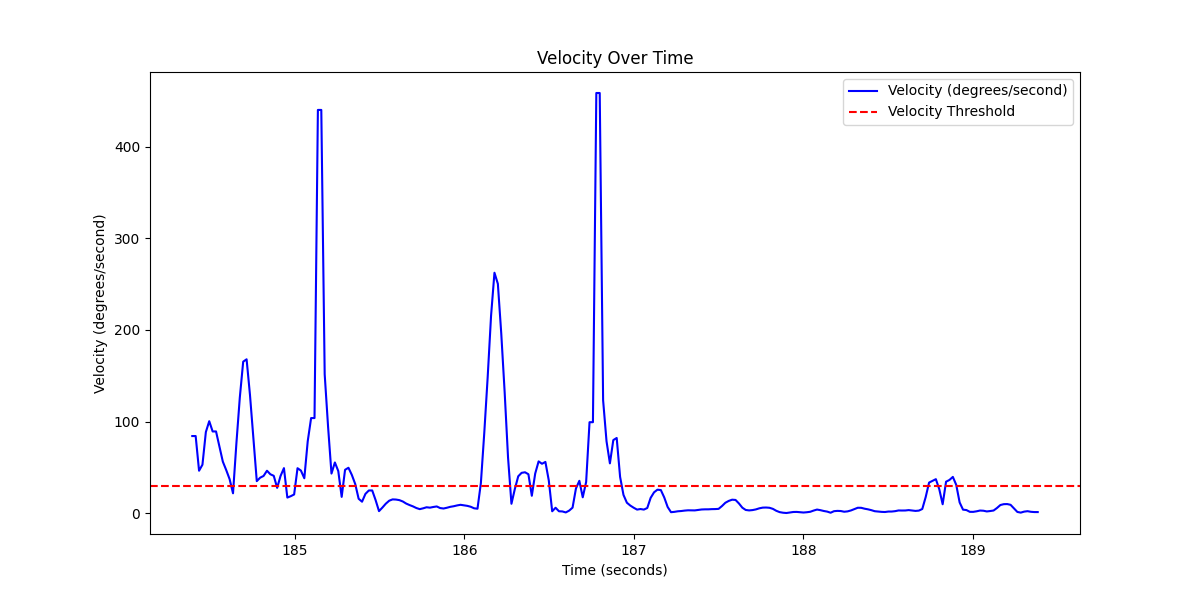 Velocity Over Time
Velocity (degrees/second)
Velocity Threshold
Velocity (degrees/second)
400
300
200
100
0
185 186 187 188 189
Time (seconds)